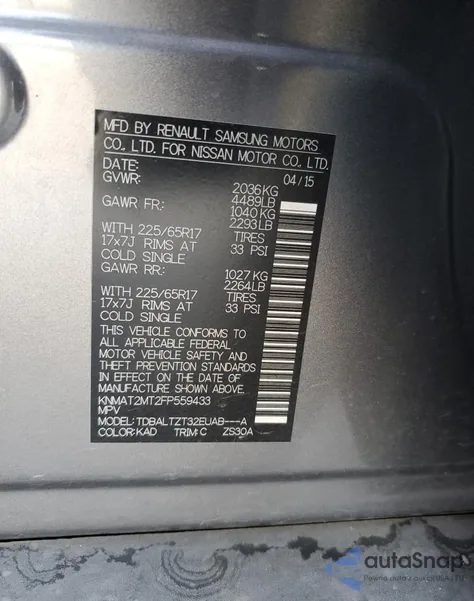 MFD BY RENAULT SAMSUNG MOTORS
CO., LTD. FOR NISSAN MOTOR CO., LTD.
DATE: 04/15
GVWR: 2036KG
4489LB
GAWR FR.: 1040KG
2293LB
WITH 225/65R17 TIRES
17x7J RIMS AT 33 PSI
COLD SINGLE
GAWR RR.: 1027KG
2264LB
WITH 225/65R17 TIRES
17x7J RIMS AT 33 PSI
COLD SINGLE
THIS VEHICLE CONFORMS TO
ALL APPLICABLE FEDERAL
MOTOR VEHICLE SAFETY AND
THEFT PREVENTION STANDARDS
IN EFFECT ON THE DATE OF
MANUFACTURE SHOWN ABOVE.
KNMAT2MT2FP559433
MPV
MODEL:TDBALTZT32EUAB---A
COLOR:KAD TRIM:C ZS30A
autoSnap